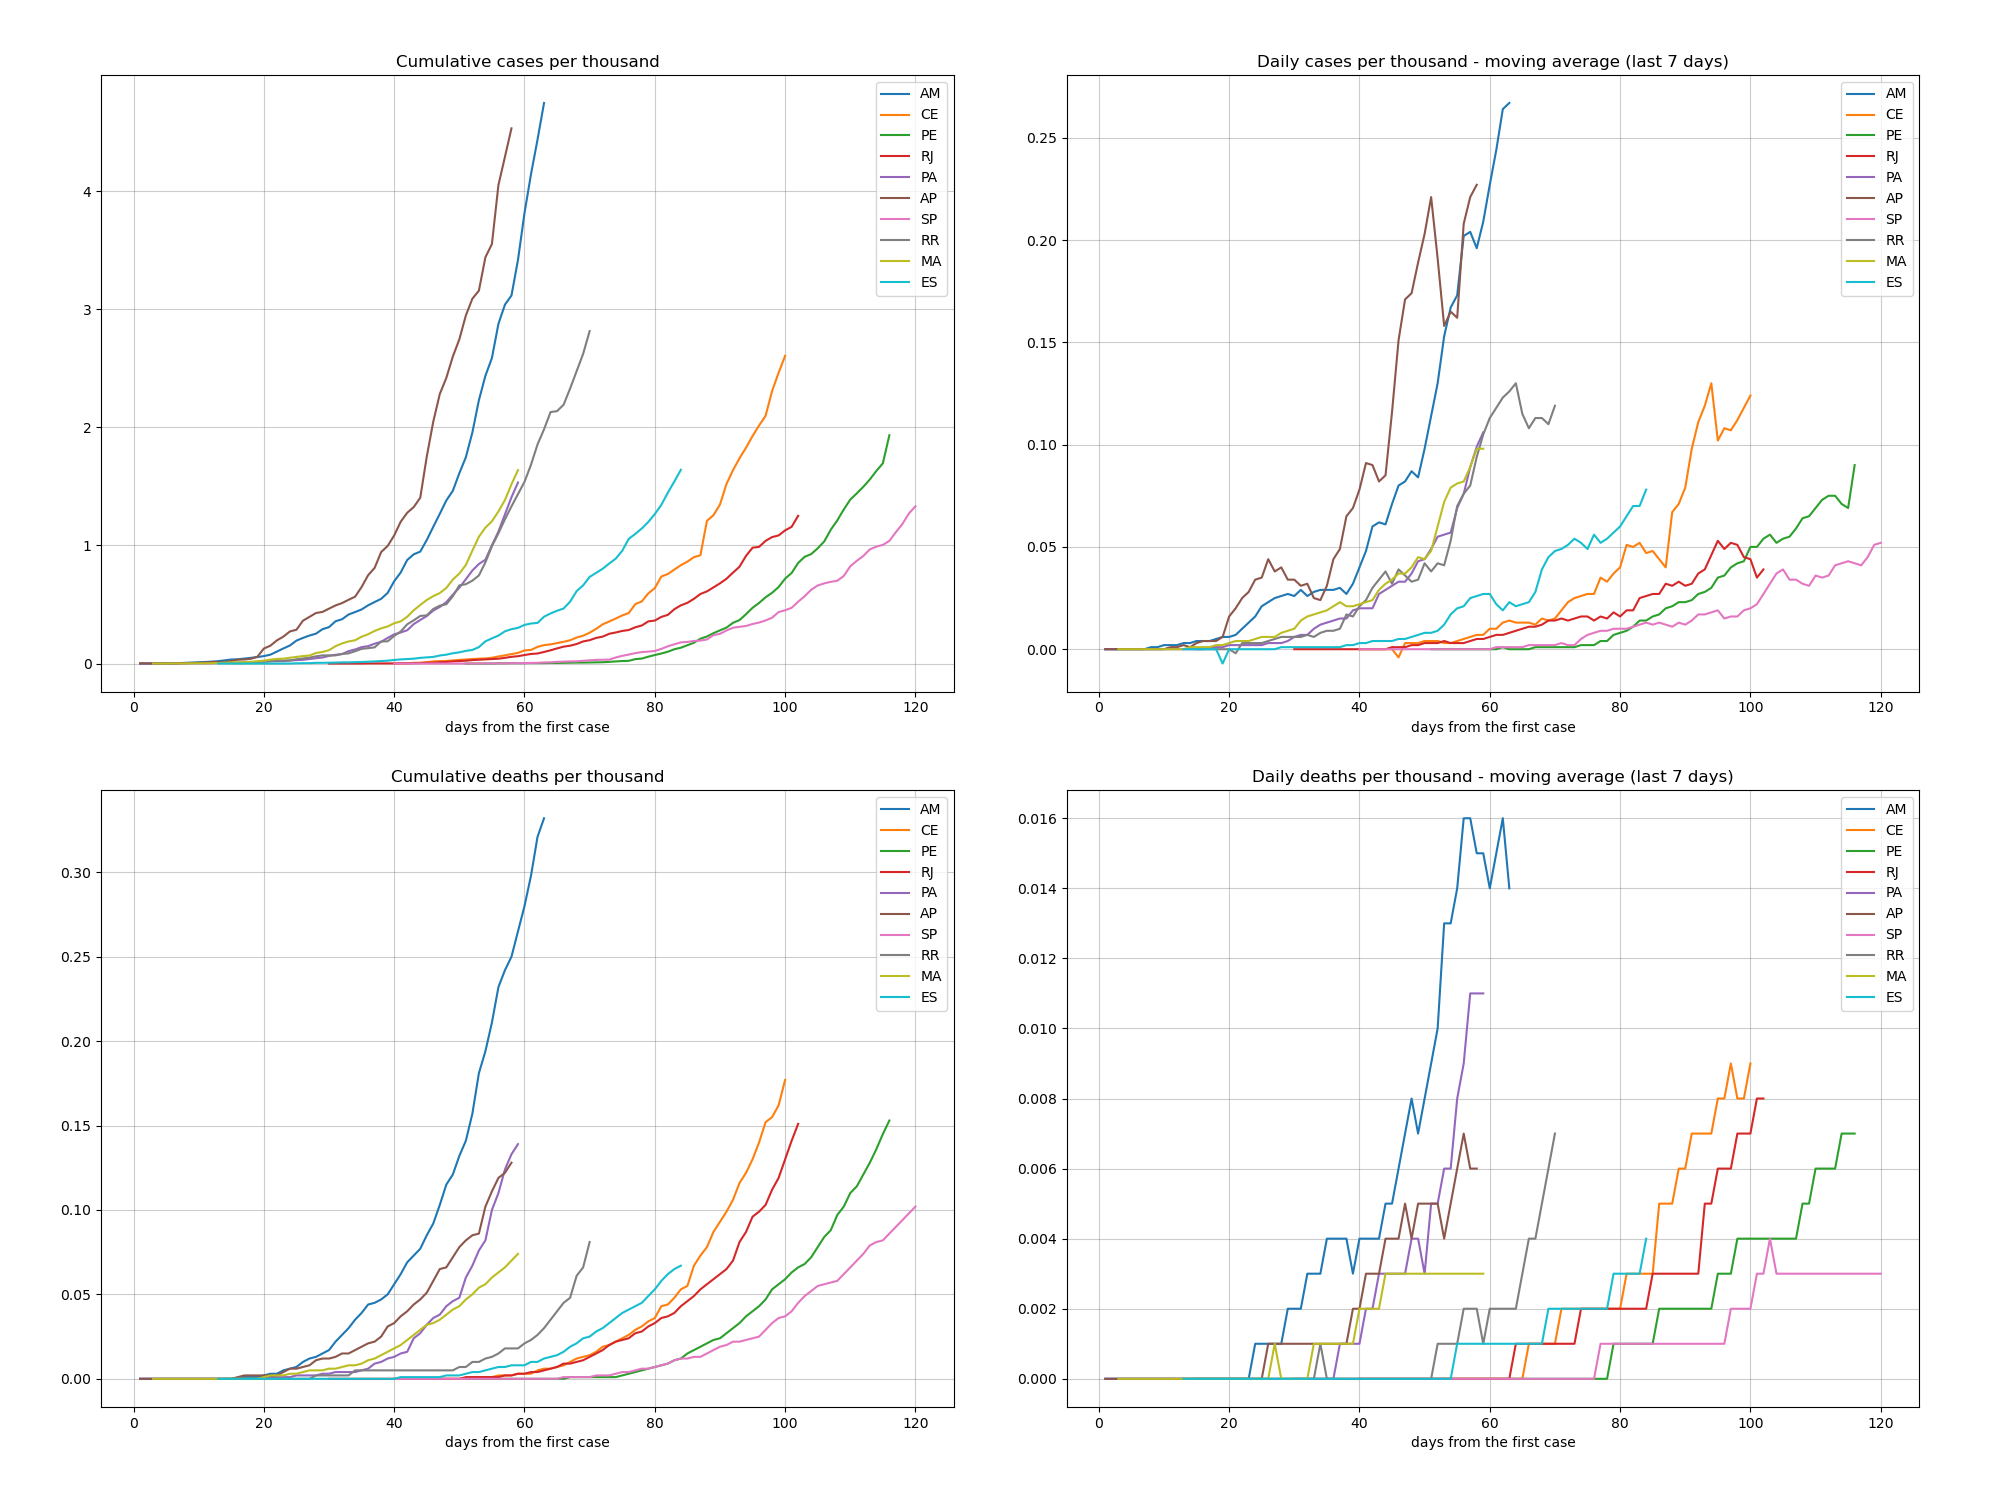 Cumulative cases per thousand
4
3
2
1
0
0 20 40 60 80 100 120
days from the first case
AM
CE
PE
RJ
PA
AP
SP
RR
MA
ES
Daily cases per thousand - moving average (last 7 days)
0.25
0.20
0.15
0.10
0.05
0.00
0 20 40 60 80 100 120
days from the first case
AM
CE
PE
RJ
PA
AP
SP
RR
MA
ES
Cumulative deaths per thousand
0.30
0.25
0.20
0.15
0.10
0.05
0.00
0 20 40 60 80 100 120
days from the first case
AM
CE
PE
RJ
PA
AP
SP
RR
MA
ES
Daily deaths per thousand - moving average (last 7 days)
0.016
0.014
0.012
0.010
0.008
0.006
0.004
0.002
0.000
0 20 40 60 80 100 120
days from the first case
AM
CE
PE
RJ
PA
AP
SP
RR
MA
ES